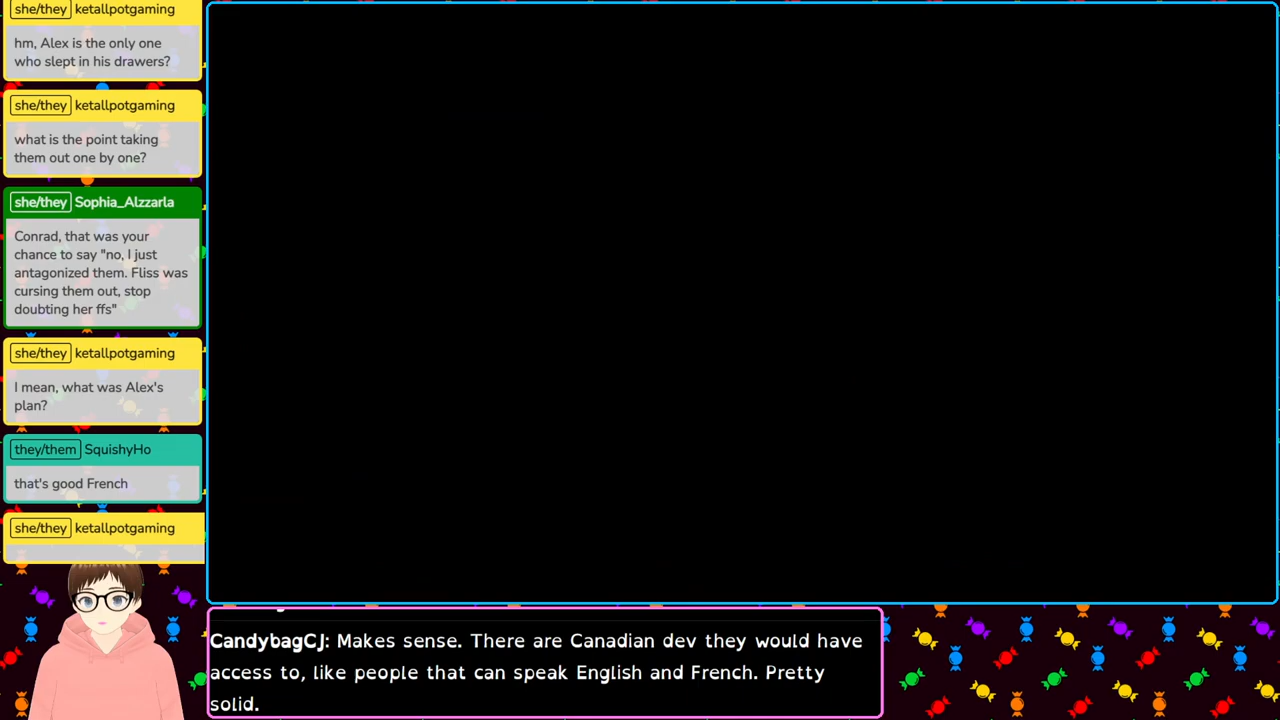 she/they ketallpotgaming
hm, Alex is the only one
who slept in his drawers?
she/they ketallpotgaming
what is the point taking
them out one by one?
she/they Sophia_Alzzarla
Conrad, that was your
chance to say "no, I just
antagonized them. Fliss was
cursing them out, stop
doubting her ffs"
she/they ketallpotgaming
I mean, what was Alex's
plan?
they/them SquishyHo
that's good French
she/they ketallpotgaming
CandybagCJ: Makes sense. There are Canadian dev they would have
access to, like people that can speak English and French. Pretty
solid.